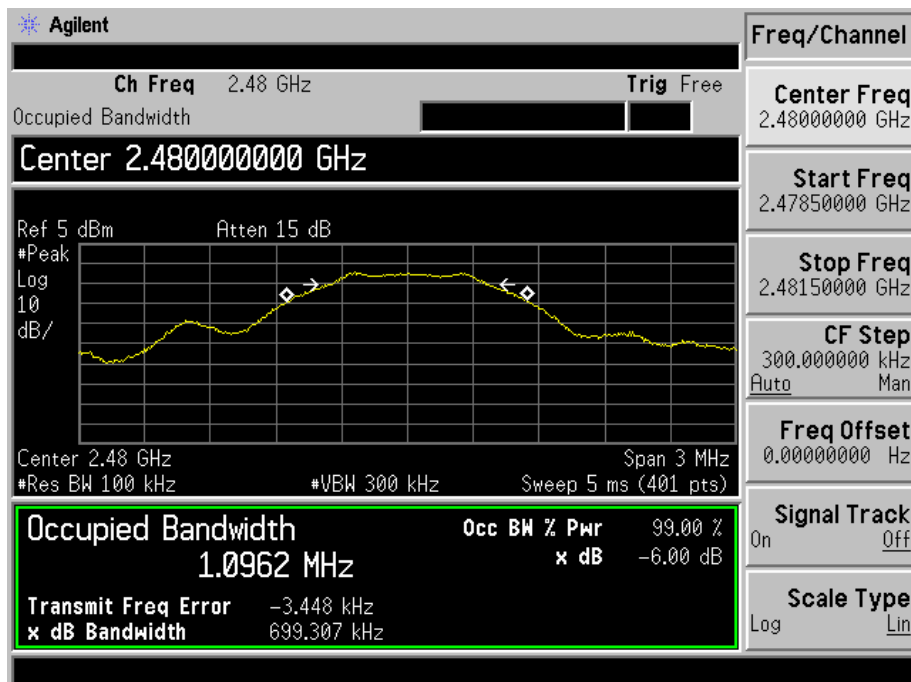 Agilent
Freq/Channel
Ch Freq 2.48 GHz Trig Free
Occupied Bandwidth
Center 2.480000000 GHz
Ref 5 dBm Atten 15 dB
#Peak
Log
10
dB/
Center 2.48 GHz Span 3 MHz
#Res BW 100 kHz #VBW 300 kHz Sweep 5 ms (401 pts)
Occupied Bandwidth
1.0962 MHz
Occ BW % Pwr 99.00 %
x dB -6.00 dB
Transmit Freq Error -3.448 kHz
x dB Bandwidth 699.307 kHz
Center Freq
2.48000000 GHz
Start Freq
2.47850000 GHz
Stop Freq
2.48150000 GHz
CF Step
300.000000 kHz
Auto Man
Freq Offset
0.00000000 Hz
Signal Track
On Off
Scale Type
Log Lin